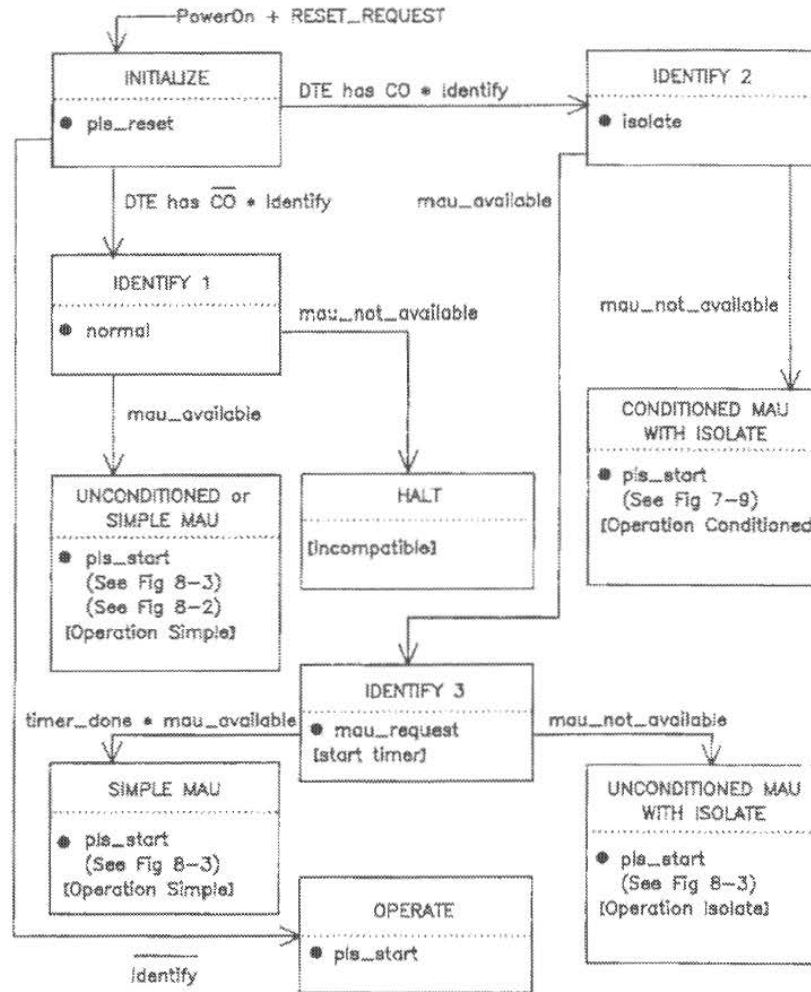 PowerOn + RESET_REQUEST
INITIALIZE
● pls_reset
DTE has CO * Identify
IDENTIFY 2
● isolate
DTE has C̅O̅ * Identify
mau_available
mau_not_available
IDENTIFY 1
● normal
mau_not_available
mau_available
CONDITIONED MAU
WITH ISOLATE
● pls_start
(See Fig 7-9)
[Operation Conditioned]
UNCONDITIONED or
SIMPLE MAU
● pls_start
(See Fig 8-3)
(See Fig 8-2)
[Operation Simple]
HALT
[Incompatible]
IDENTIFY 3
● mau_request
[start timer]
timer_done * mau_available
mau_not_available
SIMPLE MAU
● pls_start
(See Fig 8-3)
[Operation Simple]
UNCONDITIONED MAU
WITH ISOLATE
● pls_start
(See Fig 8-3)
[Operation Isolate]
OPERATE
● pls_start
I̅d̅e̅n̅t̅i̅f̅y̅